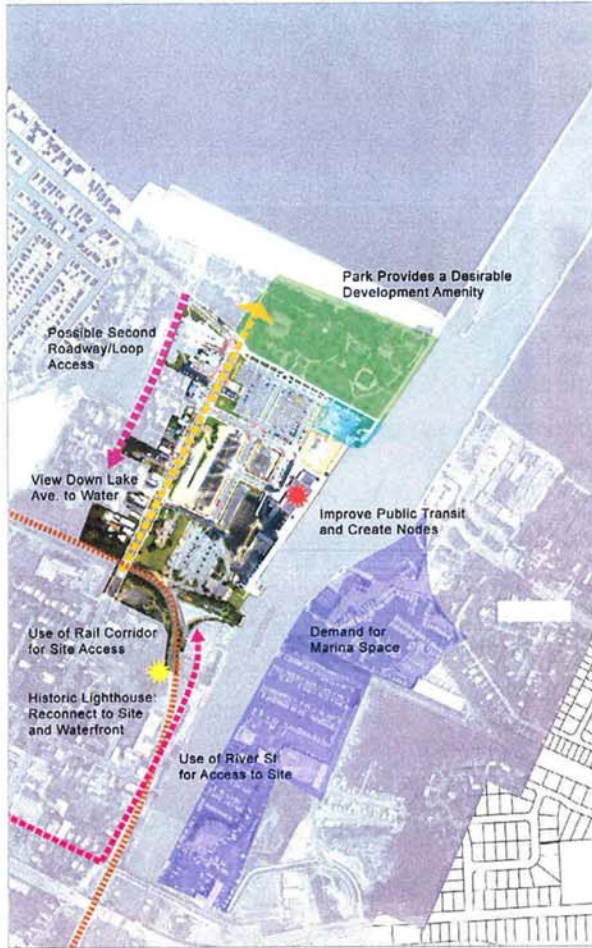 Park Provides a Desirable
Development Amenity
Possible Second
Roadway/Loop
Access
View Down Lake
Ave. to Water
Improve Public Transit
and Create Nodes
Use of Rail Corridor
for Site Access
Demand for
Marina Space
Historic Lighthouse:
Reconnect to Site
and Waterfront
Use of River St
for Access to Site